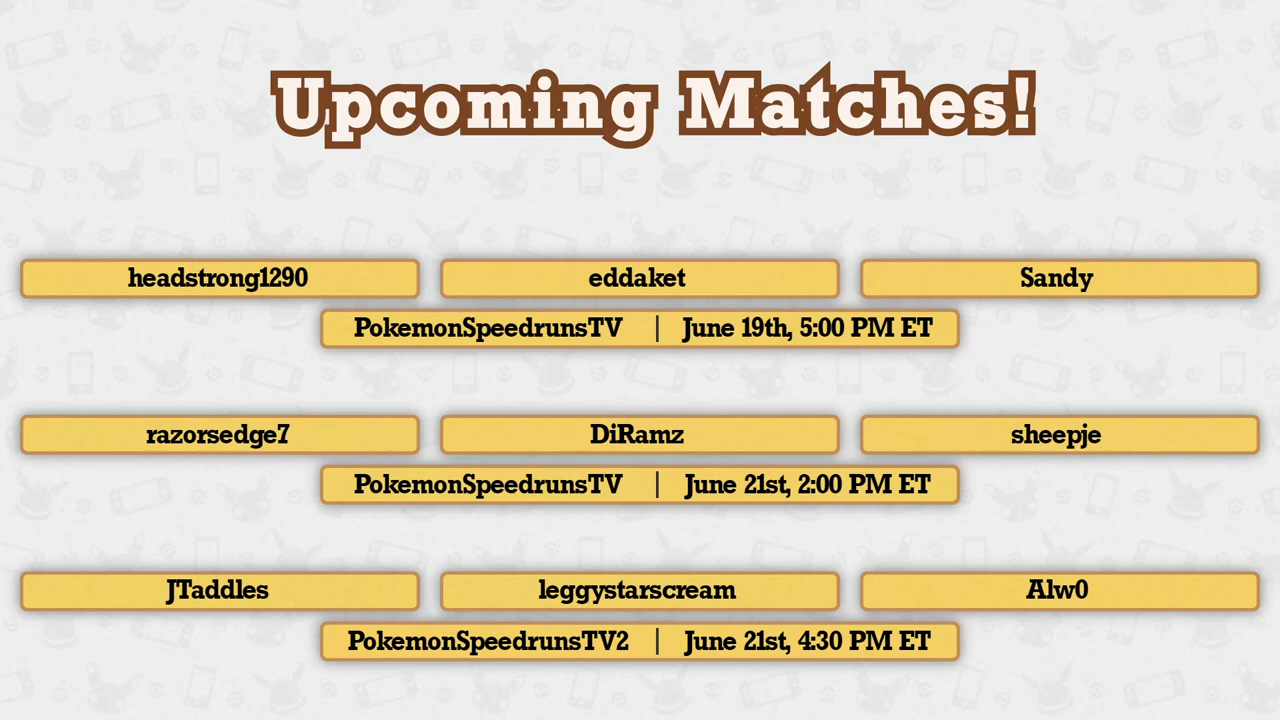 Upcoming Matches!
headstrong1290 eddaket Sandy
PokemonSpeedrunsTV | June 19th, 5:00 PM ET
razorsedge7 DiRamz sheepje
PokemonSpeedrunsTV | June 21st, 2:00 PM ET
JTaddles leggystarscream Alw0
PokemonSpeedrunsTV2 | June 21st, 4:30 PM ET